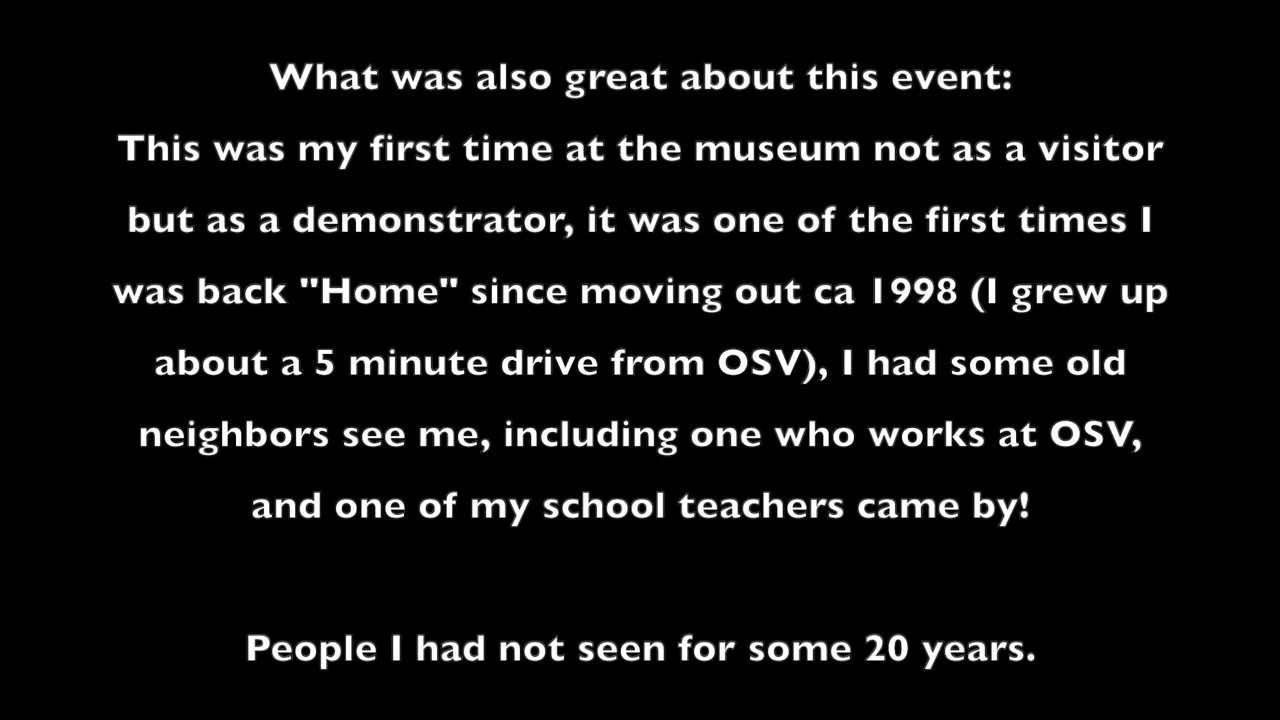 What was also great about this event:
This was my first time at the museum not as a visitor
but as a demonstrator, it was one of the first times I
was back "Home" since moving out ca 1998 (I grew up
about a 5 minute drive from OSV), I had some old
neighbors see me, including one who works at OSV,
and one of my school teachers came by!
People I had not seen for some 20 years.